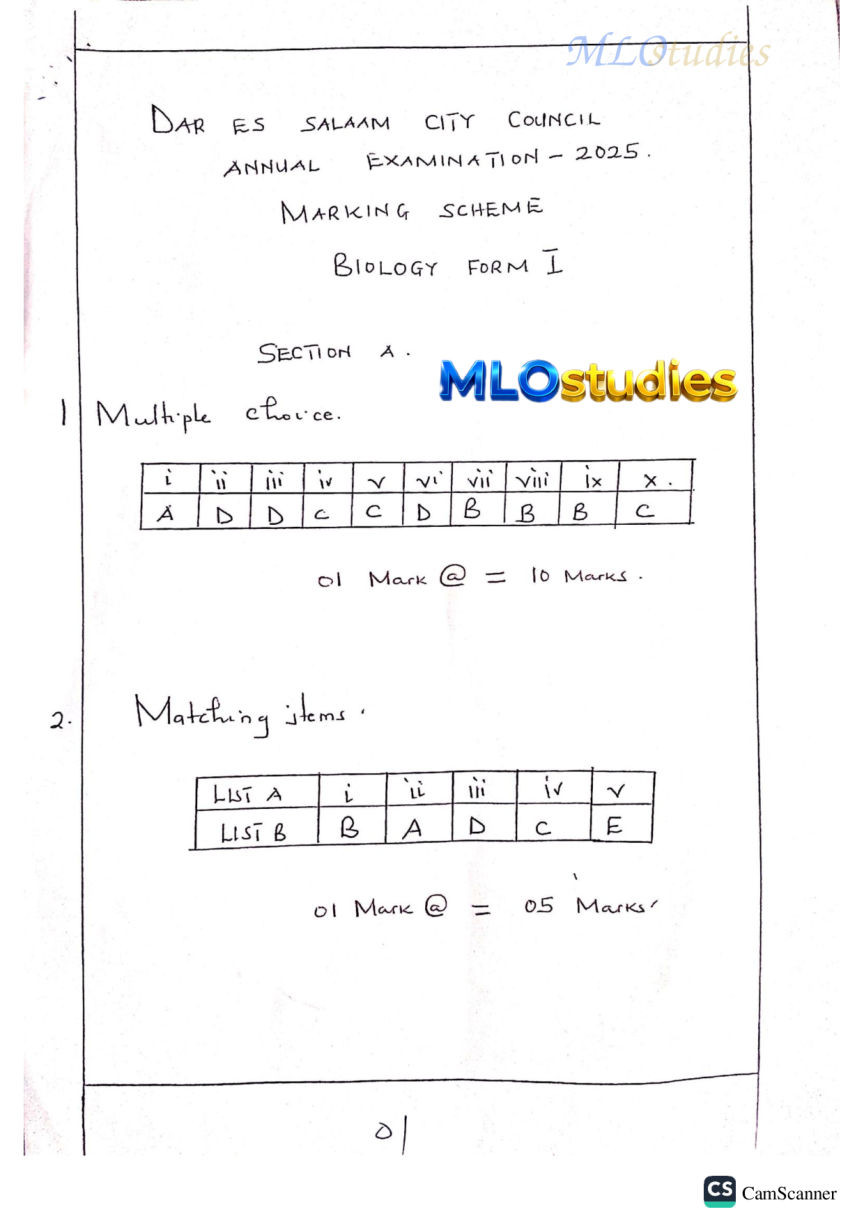 MLOstudies
DAR ES SALAAM CITY COUNCIL
ANNUAL EXAMINATION - 2025.
MARKING SCHEME
BIOLOGY FORM I
SECTION A.
MLOstudies
1 Multiple choice.
i ii iii iv v vi vii viii ix x.
A D D C C D B B B C
01 Mark @ = 10 Marks.
2. Matching items.
LIST A i ii iii iv v
LIST B B A D C E
01 Mark @ = 05 Marks
01
CS CamScanner